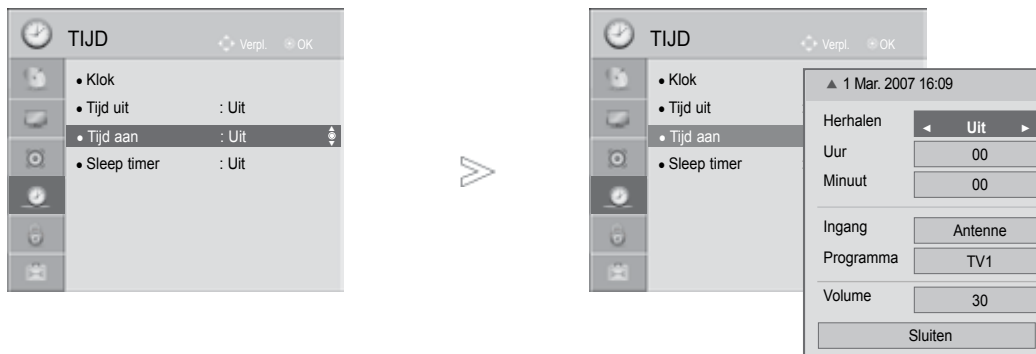 TIJD Verpl. OK
• Klok
• Tijd uit : Uit
• Tijd aan : Uit
• Sleep timer : Uit
TIJD Verpl. OK
• Klok
• Tijd uit
• Tijd aan
• Sleep timer :
▲ 1 Mar. 2007 16:09
Herhalen ◄ Uit ►
Uur 00
Minuut 00
Ingang Antenne
Programma TV1
Volume 30
Sluiten